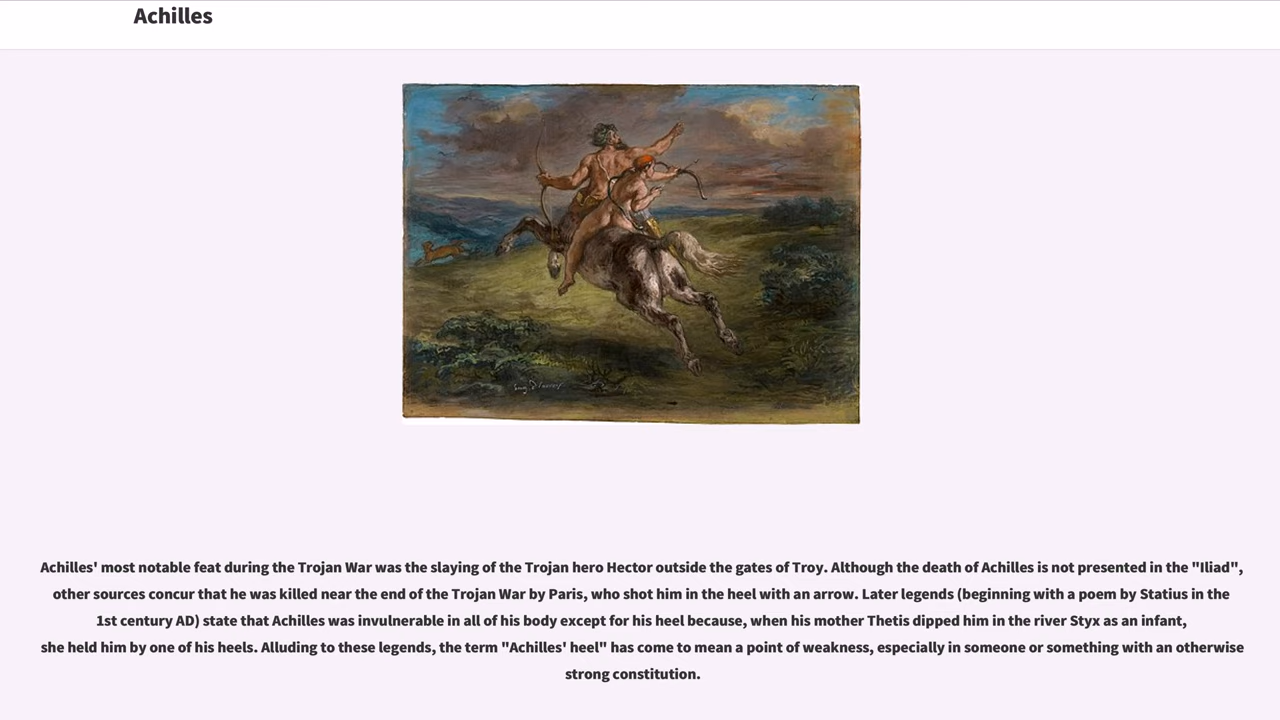 Achilles
Achilles' most notable feat during the Trojan War was the slaying of the Trojan hero Hector outside the gates of Troy. Although the death of Achilles is not presented in the "Iliad",
other sources concur that he was killed near the end of the Trojan War by Paris, who shot him in the heel with an arrow. Later legends (beginning with a poem by Statius in the
1st century AD) state that Achilles was invulnerable in all of his body except for his heel because, when his mother Thetis dipped him in the river Styx as an infant,
she held him by one of his heels. Alluding to these legends, the term "Achilles' heel" has come to mean a point of weakness, especially in someone or something with an otherwise
strong constitution.